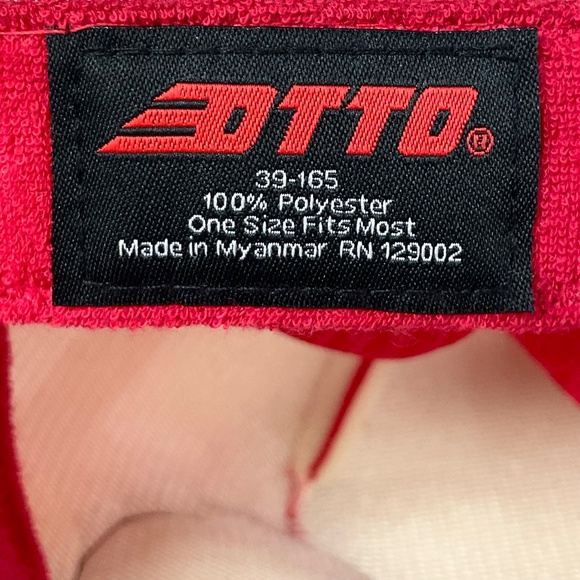 OTTO®
39-165
100% Polyester
One Size Fits Most
Made in Myanmar RN 129002